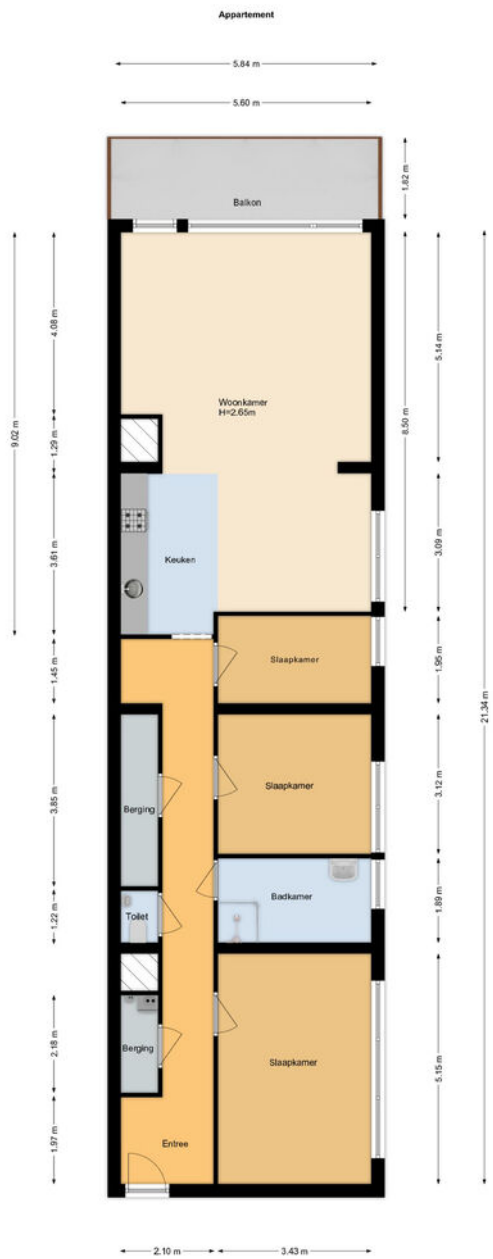 Appartement
5.84 m
5.60 m
1.82 m
Balkon
4.08 m
9.02 m
1.29 m
3.61 m
1.45 m
3.85 m
1.22 m
2.18 m
1.97 m
Woonkamer
H=2.65m
Keuken
Slaapkamer
Slaapkamer
Berging
Badkamer
Toilet
Berging
Slaapkamer
Entree
8.50 m
5.14 m
3.09 m
1.95 m
21.34 m
3.12 m
1.89 m
5.15 m
2.10 m
3.43 m